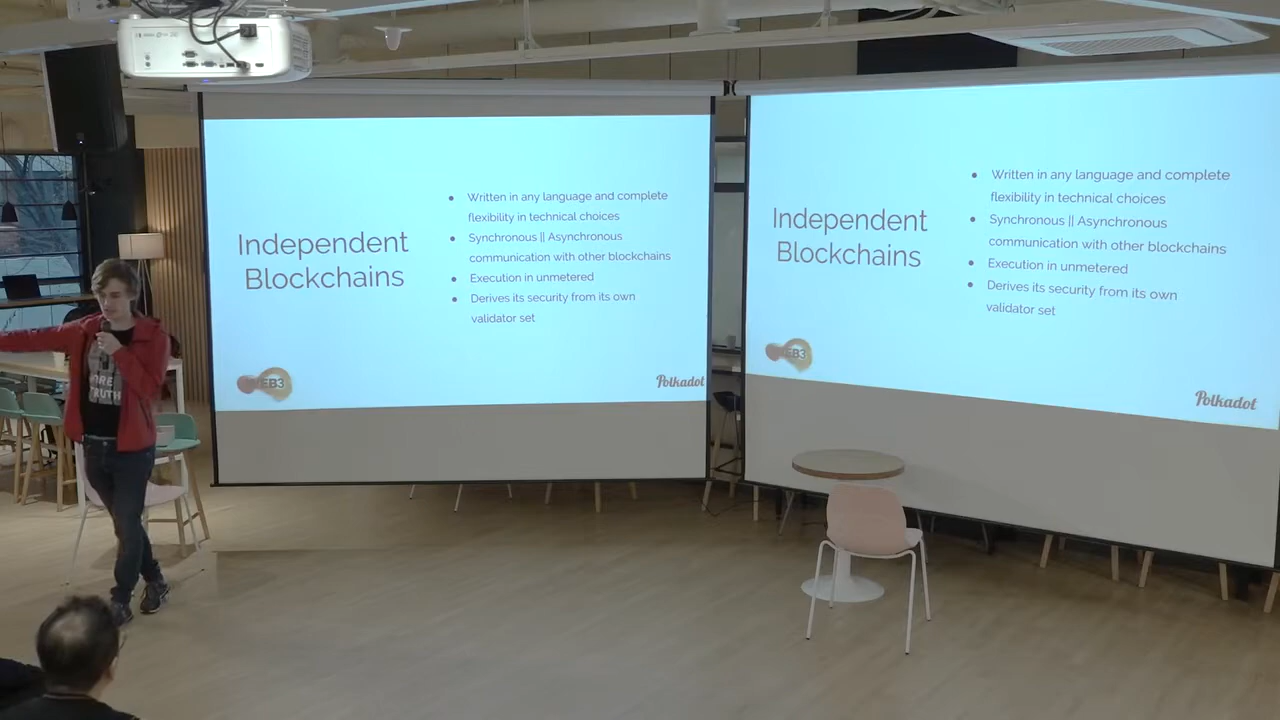 Independent
Blockchains
● Written in any language and complete
flexibility in technical choices
● Synchronous || Asynchronous
communication with other blockchains
● Execution in unmetered
● Derives its security from its own
validator set
EB3
Polkadot
Independent
Blockchains
● Written in any language and complete
flexibility in technical choices
● Synchronous || Asynchronous
communication with other blockchains
● Execution in unmetered
● Derives its security from its own
validator set
EB3
Polkadot
TRUTH